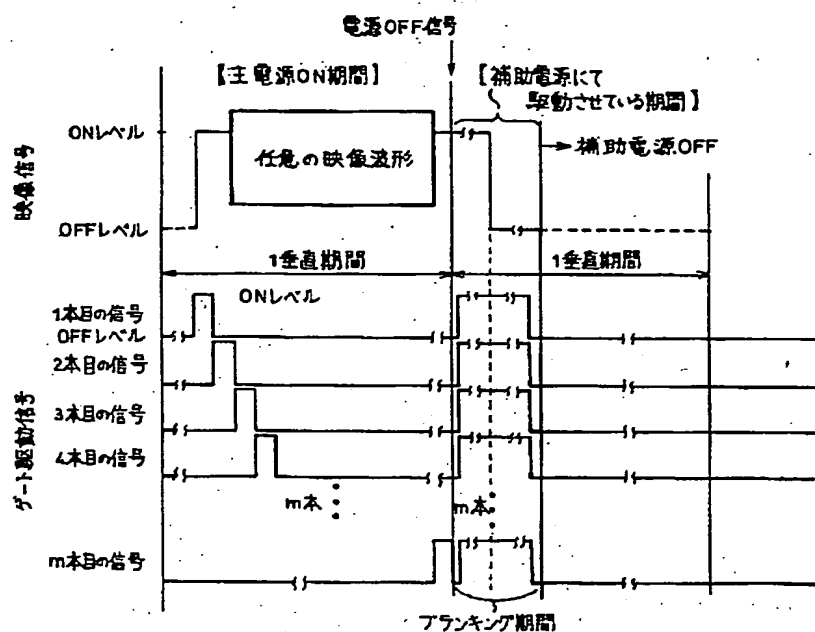 電源OFF信号
【主電源ON期間】
【補助電源にて
駆動させている期間】
ONレベル
任意の映像波形
補助電源OFF
映像信号
OFFレベル
1垂直期間
1垂直期間
ONレベル
1本目の信号
OFFレベル
2本目の信号
3本目の信号
4本目の信号
ゲート駆動信号
m本
m本
m本目の信号
ブランキング期間